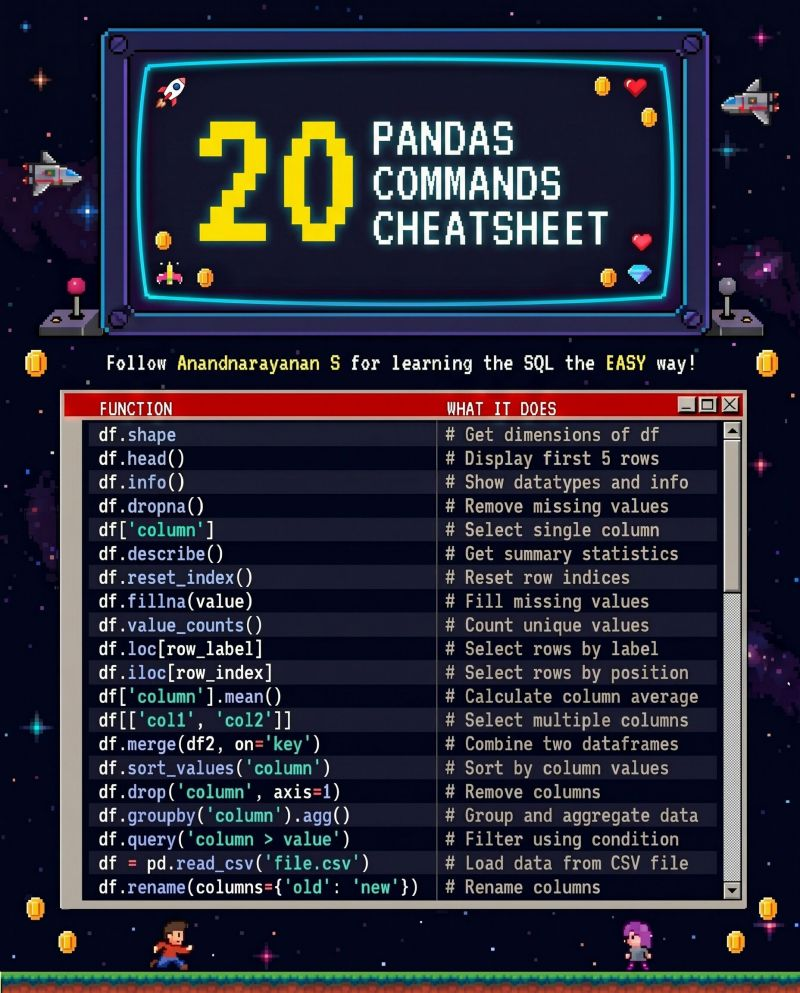 20 PANDAS
COMMANDS
CHEATSHEET
Follow Anandnarayanan S for learning the SQL the EASY way!
FUNCTION WHAT IT DOES
df.shape # Get dimensions of df
df.head() # Display first 5 rows
df.info() # Show datatypes and info
df.dropna() # Remove missing values
df['column'] # Select single column
df.describe() # Get summary statistics
df.reset_index() # Reset row indices
df.fillna(value) # Fill missing values
df.value_counts() # Count unique values
df.loc[row_label] # Select rows by label
df.iloc[row_index] # Select rows by position
df['column'].mean() # Calculate column average
df[['col1', 'col2']] # Select multiple columns
df.merge(df2, on='key') # Combine two dataframes
df.sort_values('column') # Sort by column values
df.drop('column', axis=1) # Remove columns
df.groupby('column').agg() # Group and aggregate data
df.query('column > value') # Filter using condition
df = pd.read_csv('file.csv') # Load data from CSV file
df.rename(columns={'old': 'new'}) # Rename columns